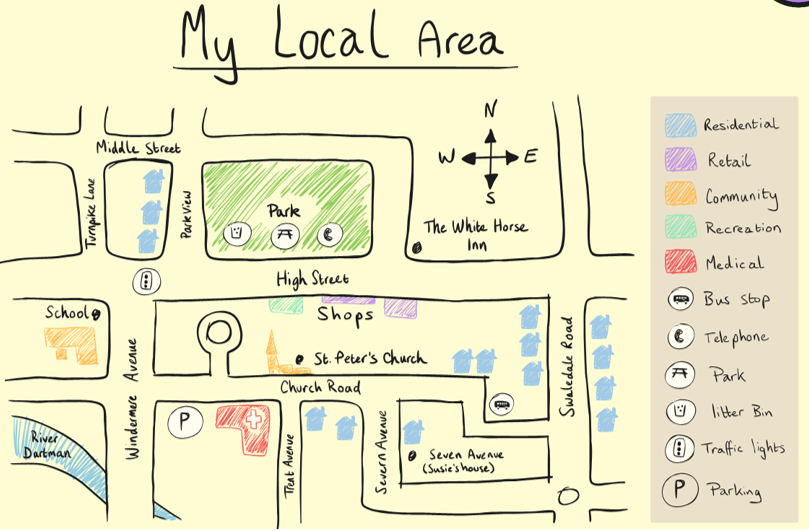 My Local Area
N
W E
S
Middle Street
Turnpike Lane
Park View
Park
The White Horse
Inn
High Street
School
Shops
St. Peter's Church
Church Road
Windermere Avenue
Swaledale Road
River
Dartman
P
Trent Avenue
Severn Avenue
Seven Avenue
(Susie's house)
Residential
Retail
Community
Recreation
Medical
Bus Stop
Telephone
Park
litter Bin
Traffic lights
P Parking